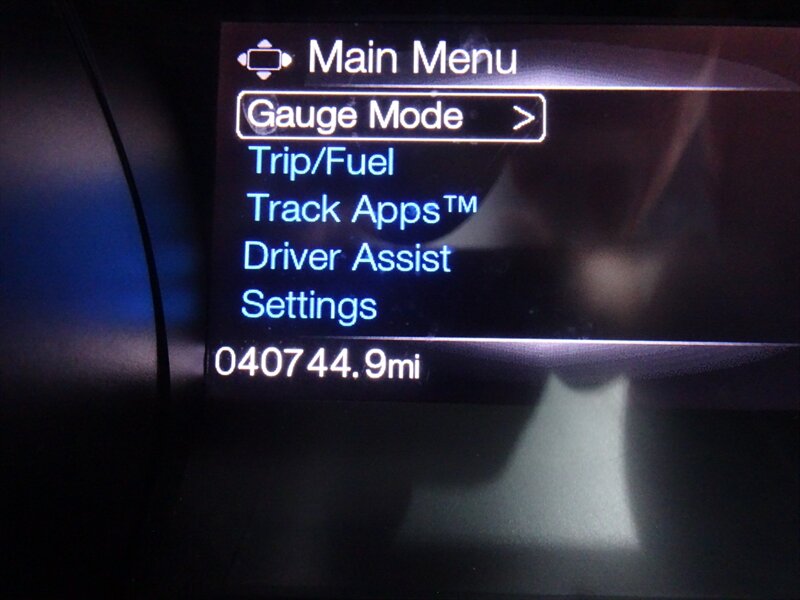 Main Menu
Gauge Mode >
Trip/Fuel
Track Apps™
Driver Assist
Settings
040744.9mi